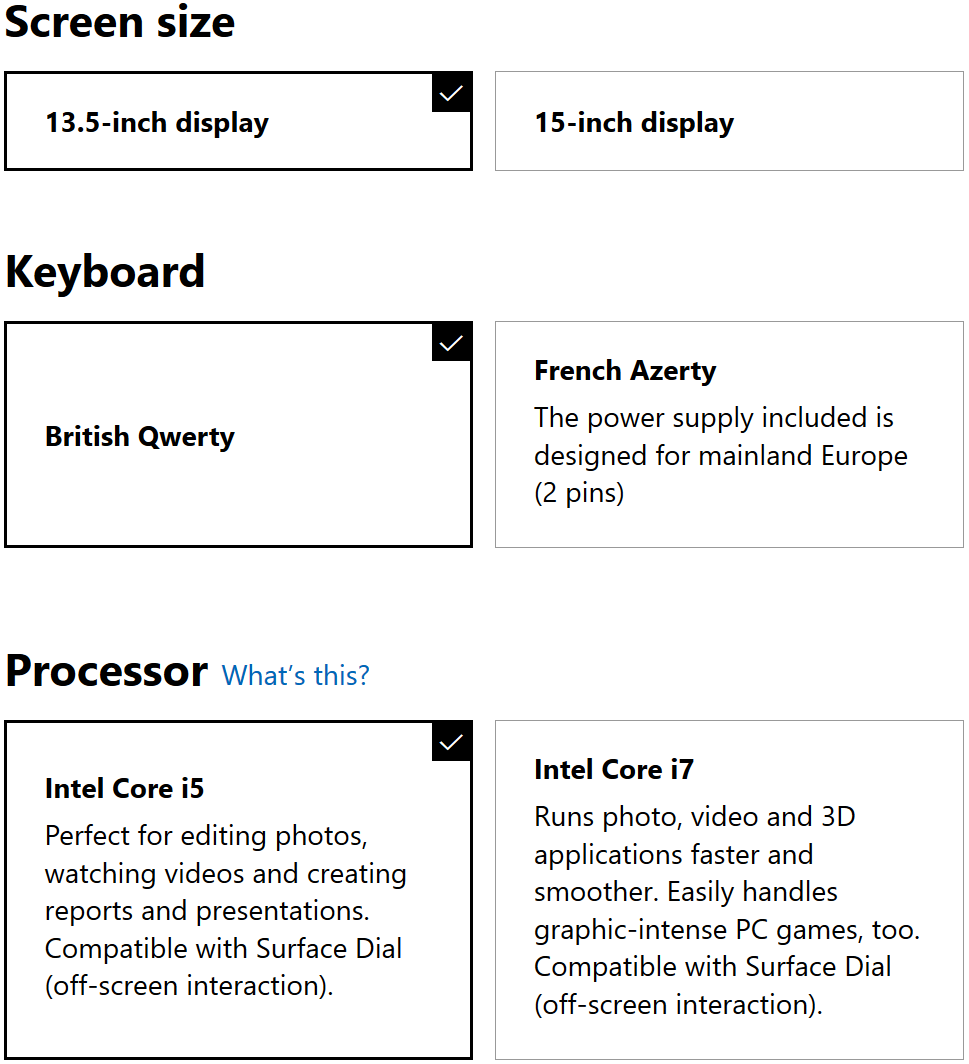 Screen size
13.5-inch display
15-inch display
Keyboard
British Qwerty
French Azerty
The power supply included is
designed for mainland Europe
(2 pins)
Processor What's this?
Intel Core i5
Perfect for editing photos,
watching videos and creating
reports and presentations.
Compatible with Surface Dial
(off-screen interaction).
Intel Core i7
Runs photo, video and 3D
applications faster and
smoother. Easily handles
graphic-intense PC games, too.
Compatible with Surface Dial
(off-screen interaction).